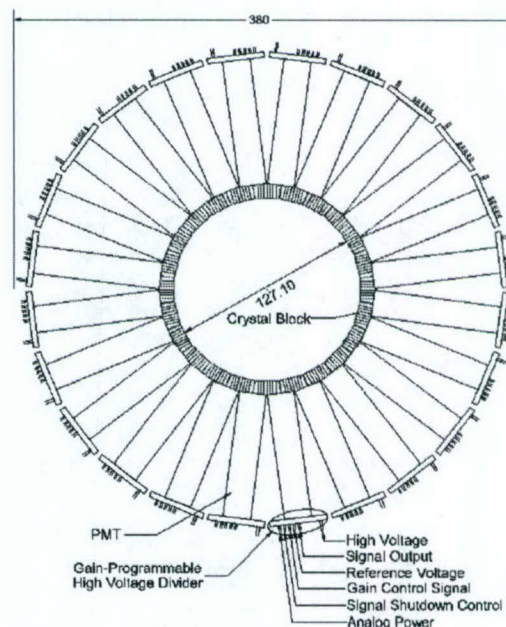 380
127.10
Crystal Block
PMT
High Voltage
Gain-Programmable
High Voltage Divider
Signal Output
Reference Voltage
Gain Control Signal
Signal Shutdown Control
Analog Power